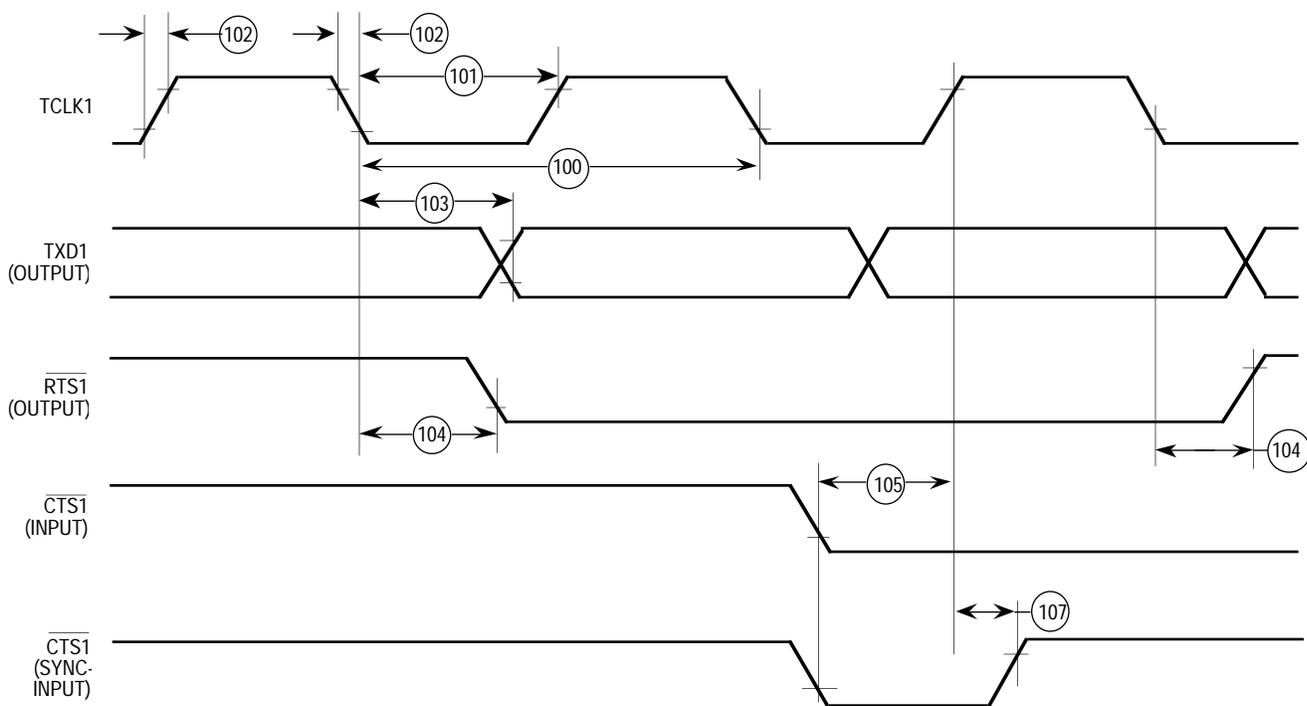 102
102
101
TCLK1
100
103
TXD1
(OUTPUT)
RTS1
(OUTPUT)
104
104
105
CTS1
(INPUT)
107
CTS1
(SYNC-
INPUT)